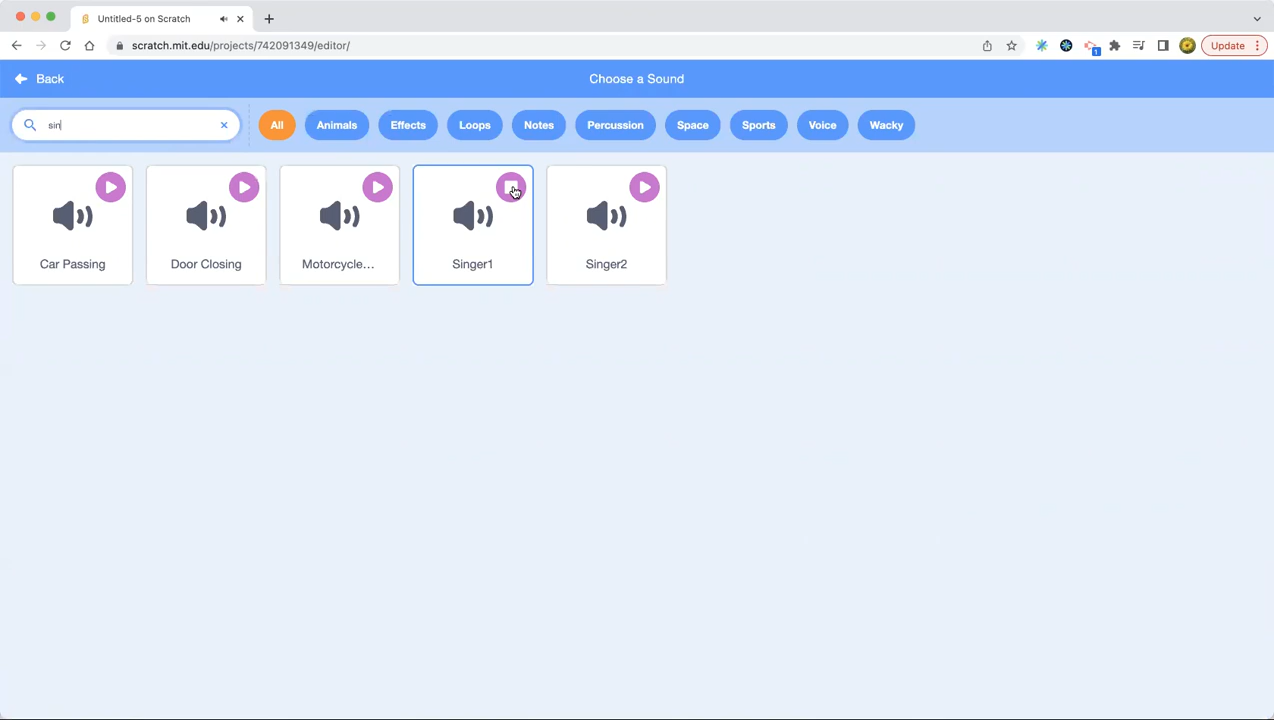 Untitled-5 on Scratch
scratch.mit.edu/projects/742091349/editor/
1
Update
Back
Choose a Sound
sin
All
Animals
Effects
Loops
Notes
Percussion
Space
Sports
Voice
Wacky
Car Passing
Door Closing
Motorcycle...
Singer1
Singer2